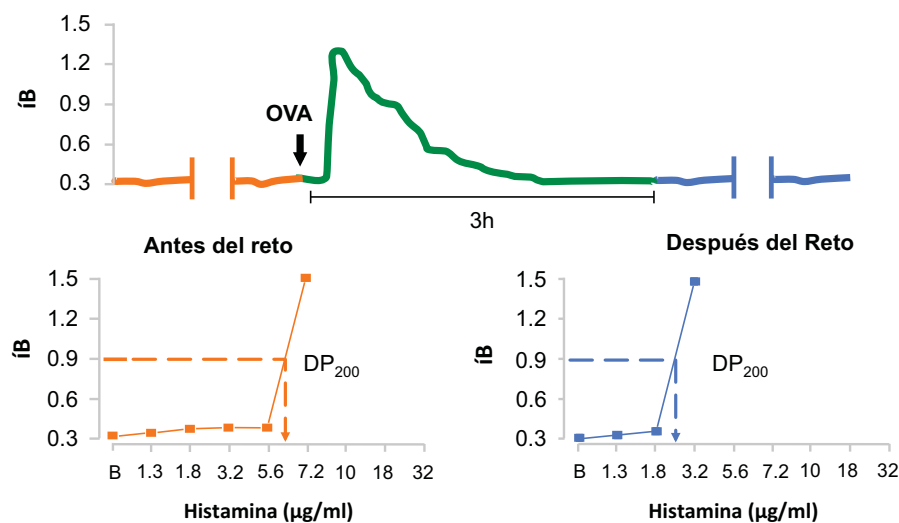 1.5
1.2
0.9
0.6
0.3
íB
OVA
3h
Antes del reto
1.5
1.2
0.9
0.6
0.3
íB
DP200
B 1.3 1.8 3.2 5.6 7.2 10 18 32
Histamina (µg/ml)
Después del Reto
1.5
1.2
0.9
0.6
0.3
íB
DP200
B 1.3 1.8 3.2 5.6 7.2 10 18 32
Histamina (µg/ml)